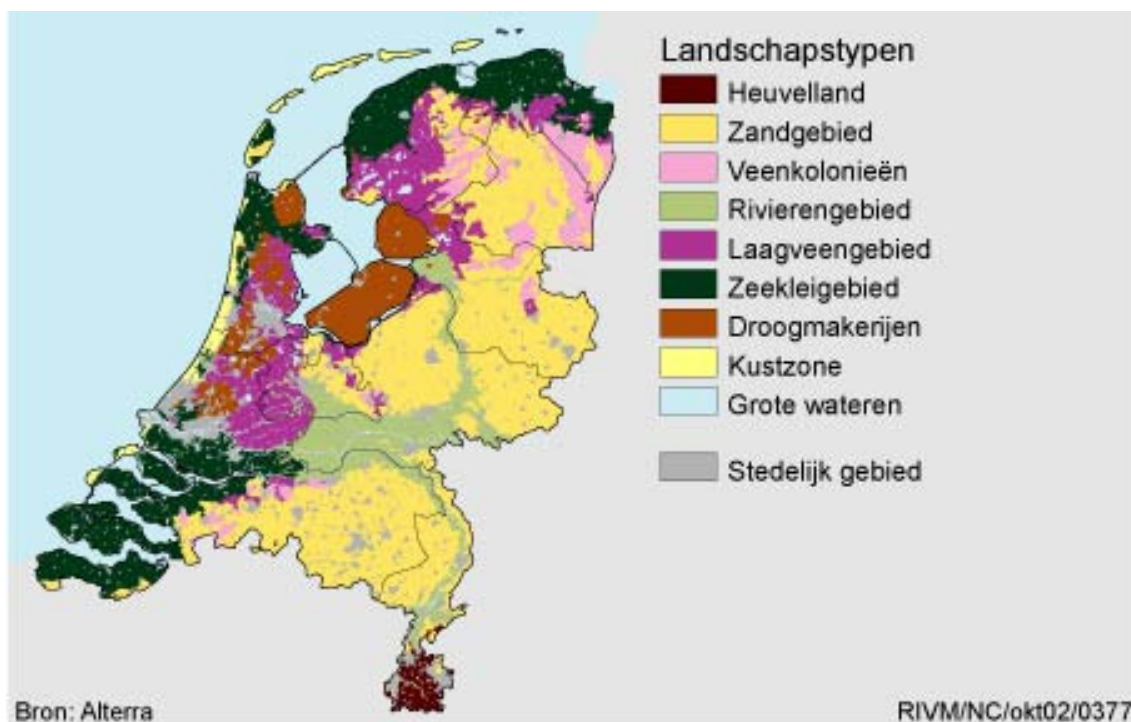 Landschapstypen
Heuvelland
Zandgebied
Veenkolonieën
Rivierengebied
Laagveengebied
Zeekleigebied
Droogmakerijen
Kustzone
Grote wateren
Stedelijk gebied
Bron: Alterra
RIVM/NC/okt02/0377